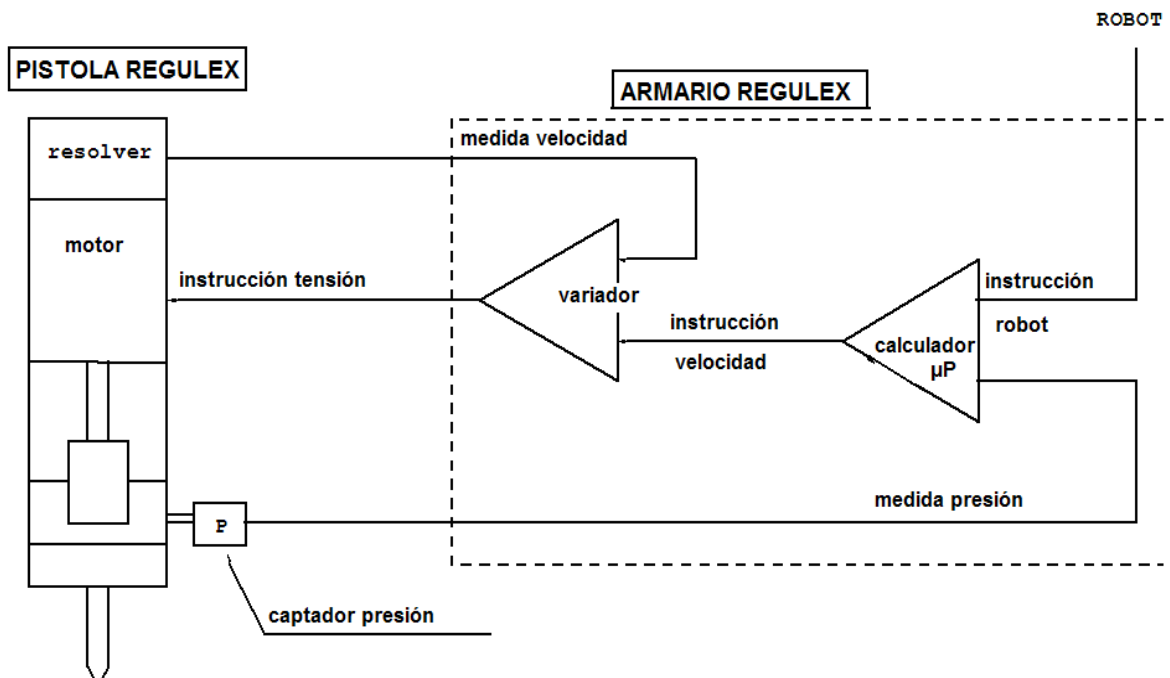 ROBOT
PISTOLA REGULEX
ARMARIO REGULEX
resolver
medida velocidad
motor
instrucción tensión
variador
instrucción
velocidad
instrucción
robot
calculador
µP
medida presión
P
captador presión